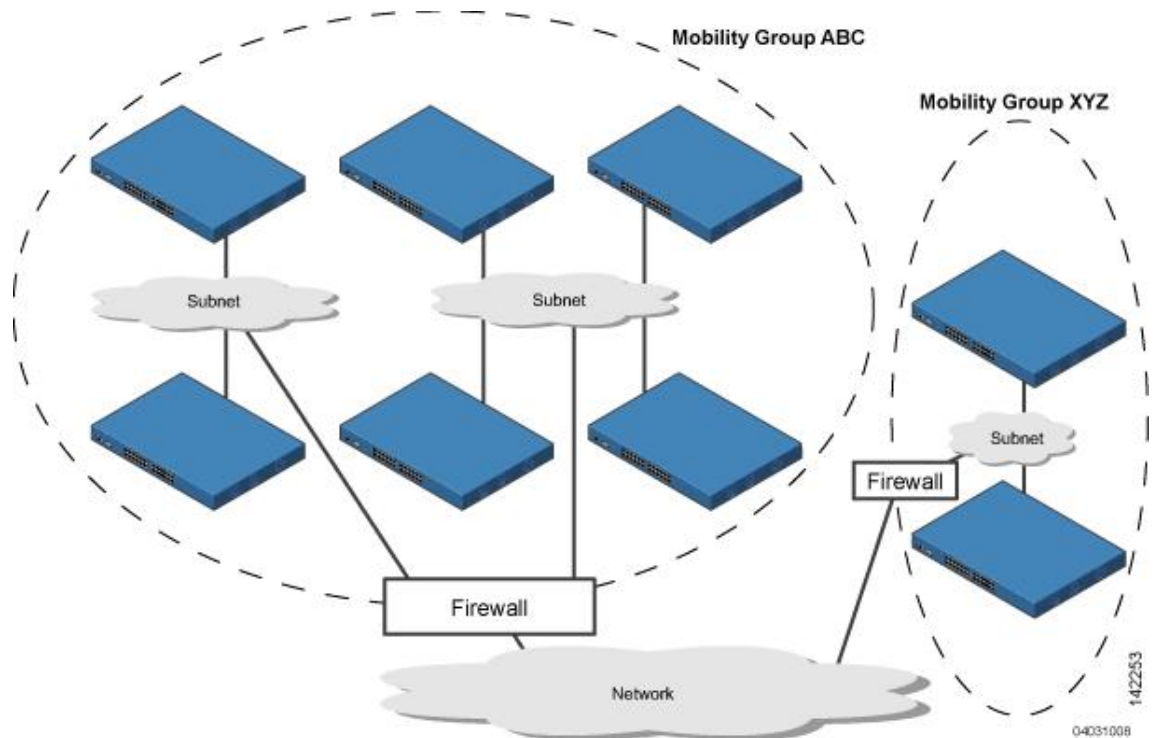 Mobility Group ABC
Mobility Group XYZ
Subnet
Subnet
Subnet
Firewall
Firewall
Network
142253
04031008